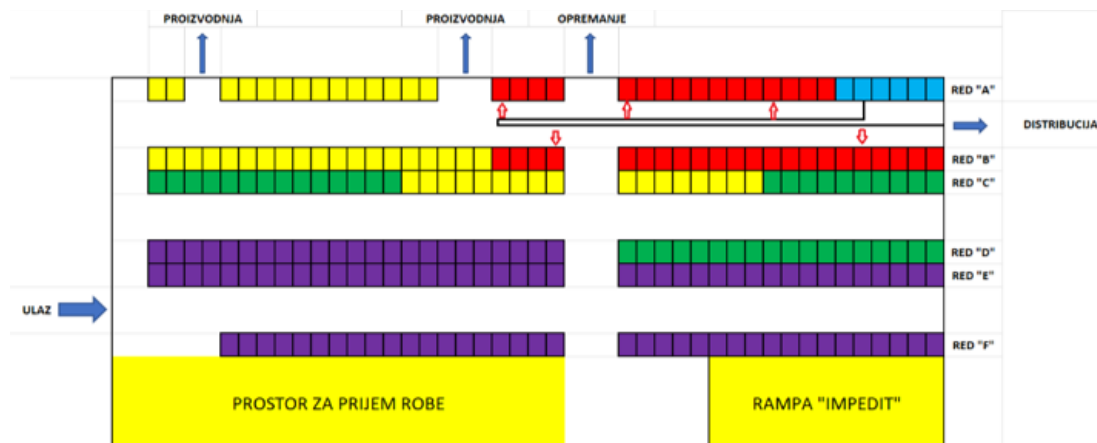 PROIZVODNJA
PROIZVODNJA
OPREMANJE
RED "A"
DISTRIBUCIJA
RED "B"
RED "C"
RED "D"
RED "E"
ULAZ
RED "F"
PROSTOR ZA PRIJEM ROBE
RAMPA "IMPEDIT"